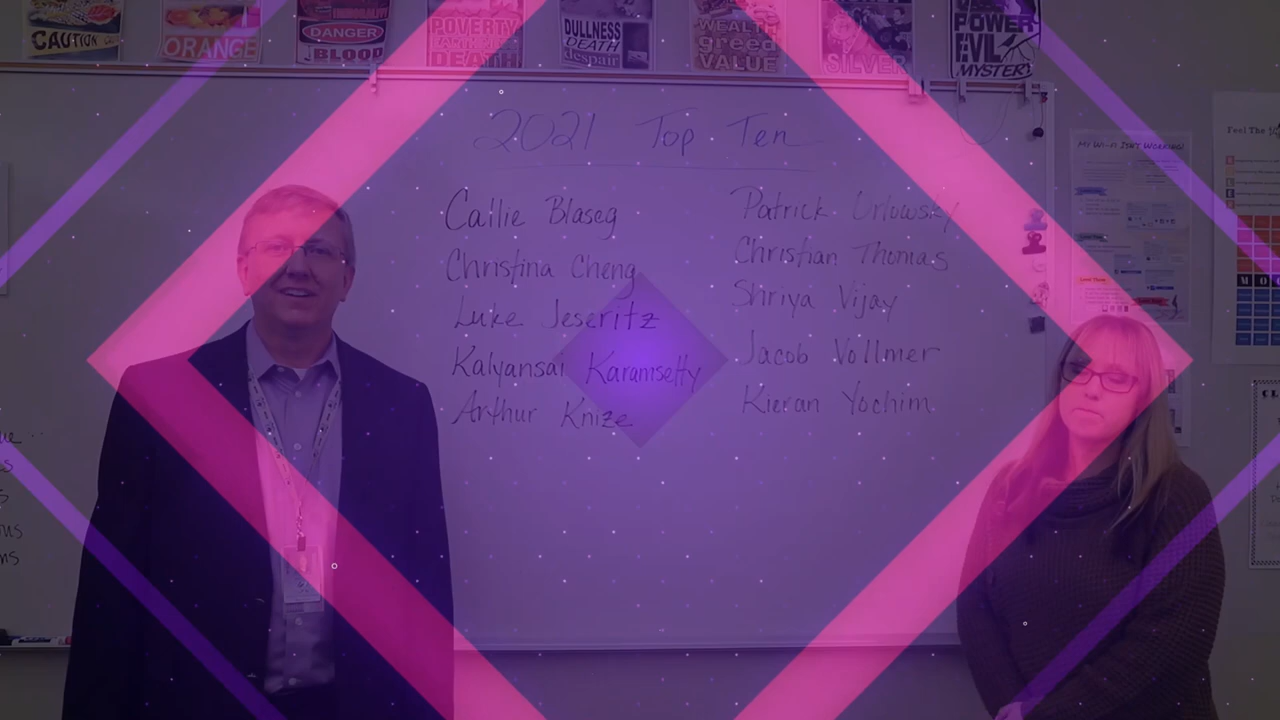 CAUTION
ORANGE
DANGER
BLOOD
POVERTY
DEATH
DULLNESS
DEATH
despair
WEALTH
greed
VALUE
SILVER
POWER
EVIL
MYSTERY
2021 Top Ten
Callie Blaseg
Christina Cheng
Luke Jeseritz
Kalyansai Karamsetty
Arthur Knize
Patrick Orlowsky
Christian Thomas
Shriya Vijay
Jacob Vollmer
Kieran Yochim
MY WI-FI ISN'T WORKING!
Feel The